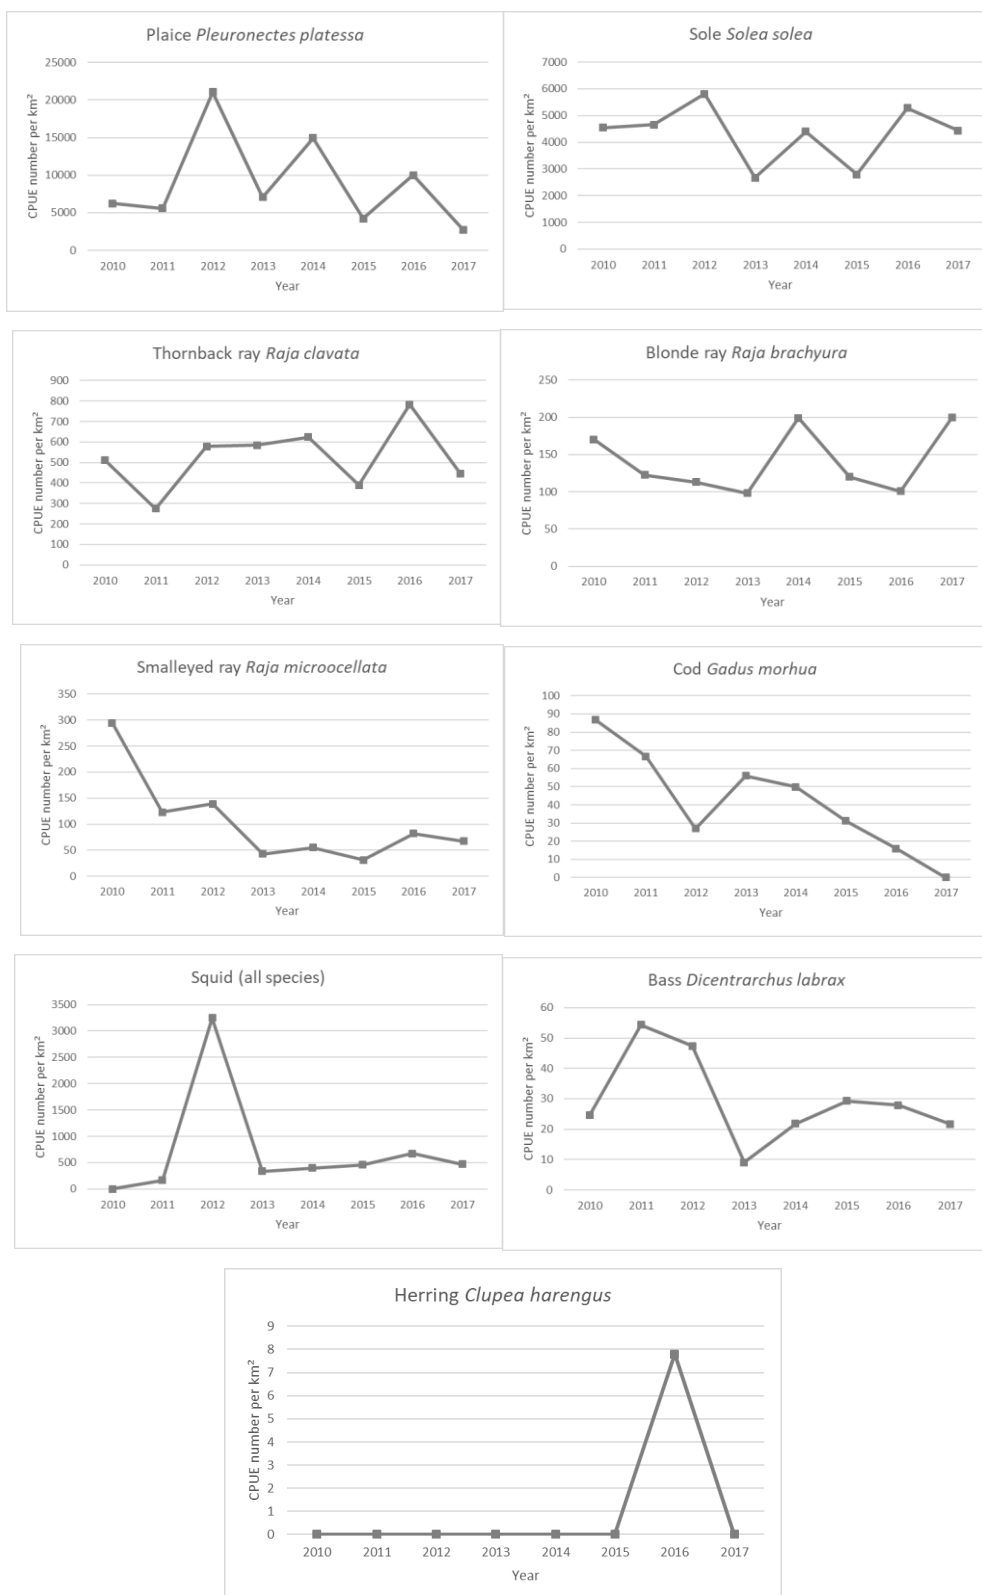 Plaice Pleuronectes platessa
CPUE number per km²
25000
20000
15000
10000
5000
0
2010 2011 2012 2013 2014 2015 2016 2017
Year
Sole Solea solea
CPUE number per km²
7000
6000
5000
4000
3000
2000
1000
0
2010 2011 2012 2013 2014 2015 2016 2017
Year
Thornback ray Raja clavata
CPUE number per km²
900
800
700
600
500
400
300
200
100
0
2010 2011 2012 2013 2014 2015 2016 2017
Year
Blonde ray Raja brachyura
CPUE number per km²
250
200
150
100
50
0
2010 2011 2012 2013 2014 2015 2016 2017
Year
Smalleyed ray Raja microocellata
CPUE number per km²
350
300
250
200
150
100
50
0
2010 2011 2012 2013 2014 2015 2016 2017
Year
Cod Gadus morhua
CPUE number per km²
100
90
80
70
60
50
40
30
20
10
0
2010 2011 2012 2013 2014 2015 2016 2017
Year
Squid (all species)
CPUE number per km²
3500
3000
2500
2000
1500
1000
500
0
2010 2011 2012 2013 2014 2015 2016 2017
Year
Bass Dicentrarchus labrax
CPUE number per km²
60
50
40
30
20
10
0
2010 2011 2012 2013 2014 2015 2016 2017
Year
Herring Clupea harengus
CPUE number per km²
9
8
7
6
5
4
3
2
1
0
2010 2011 2012 2013 2014 2015 2016 2017
Year